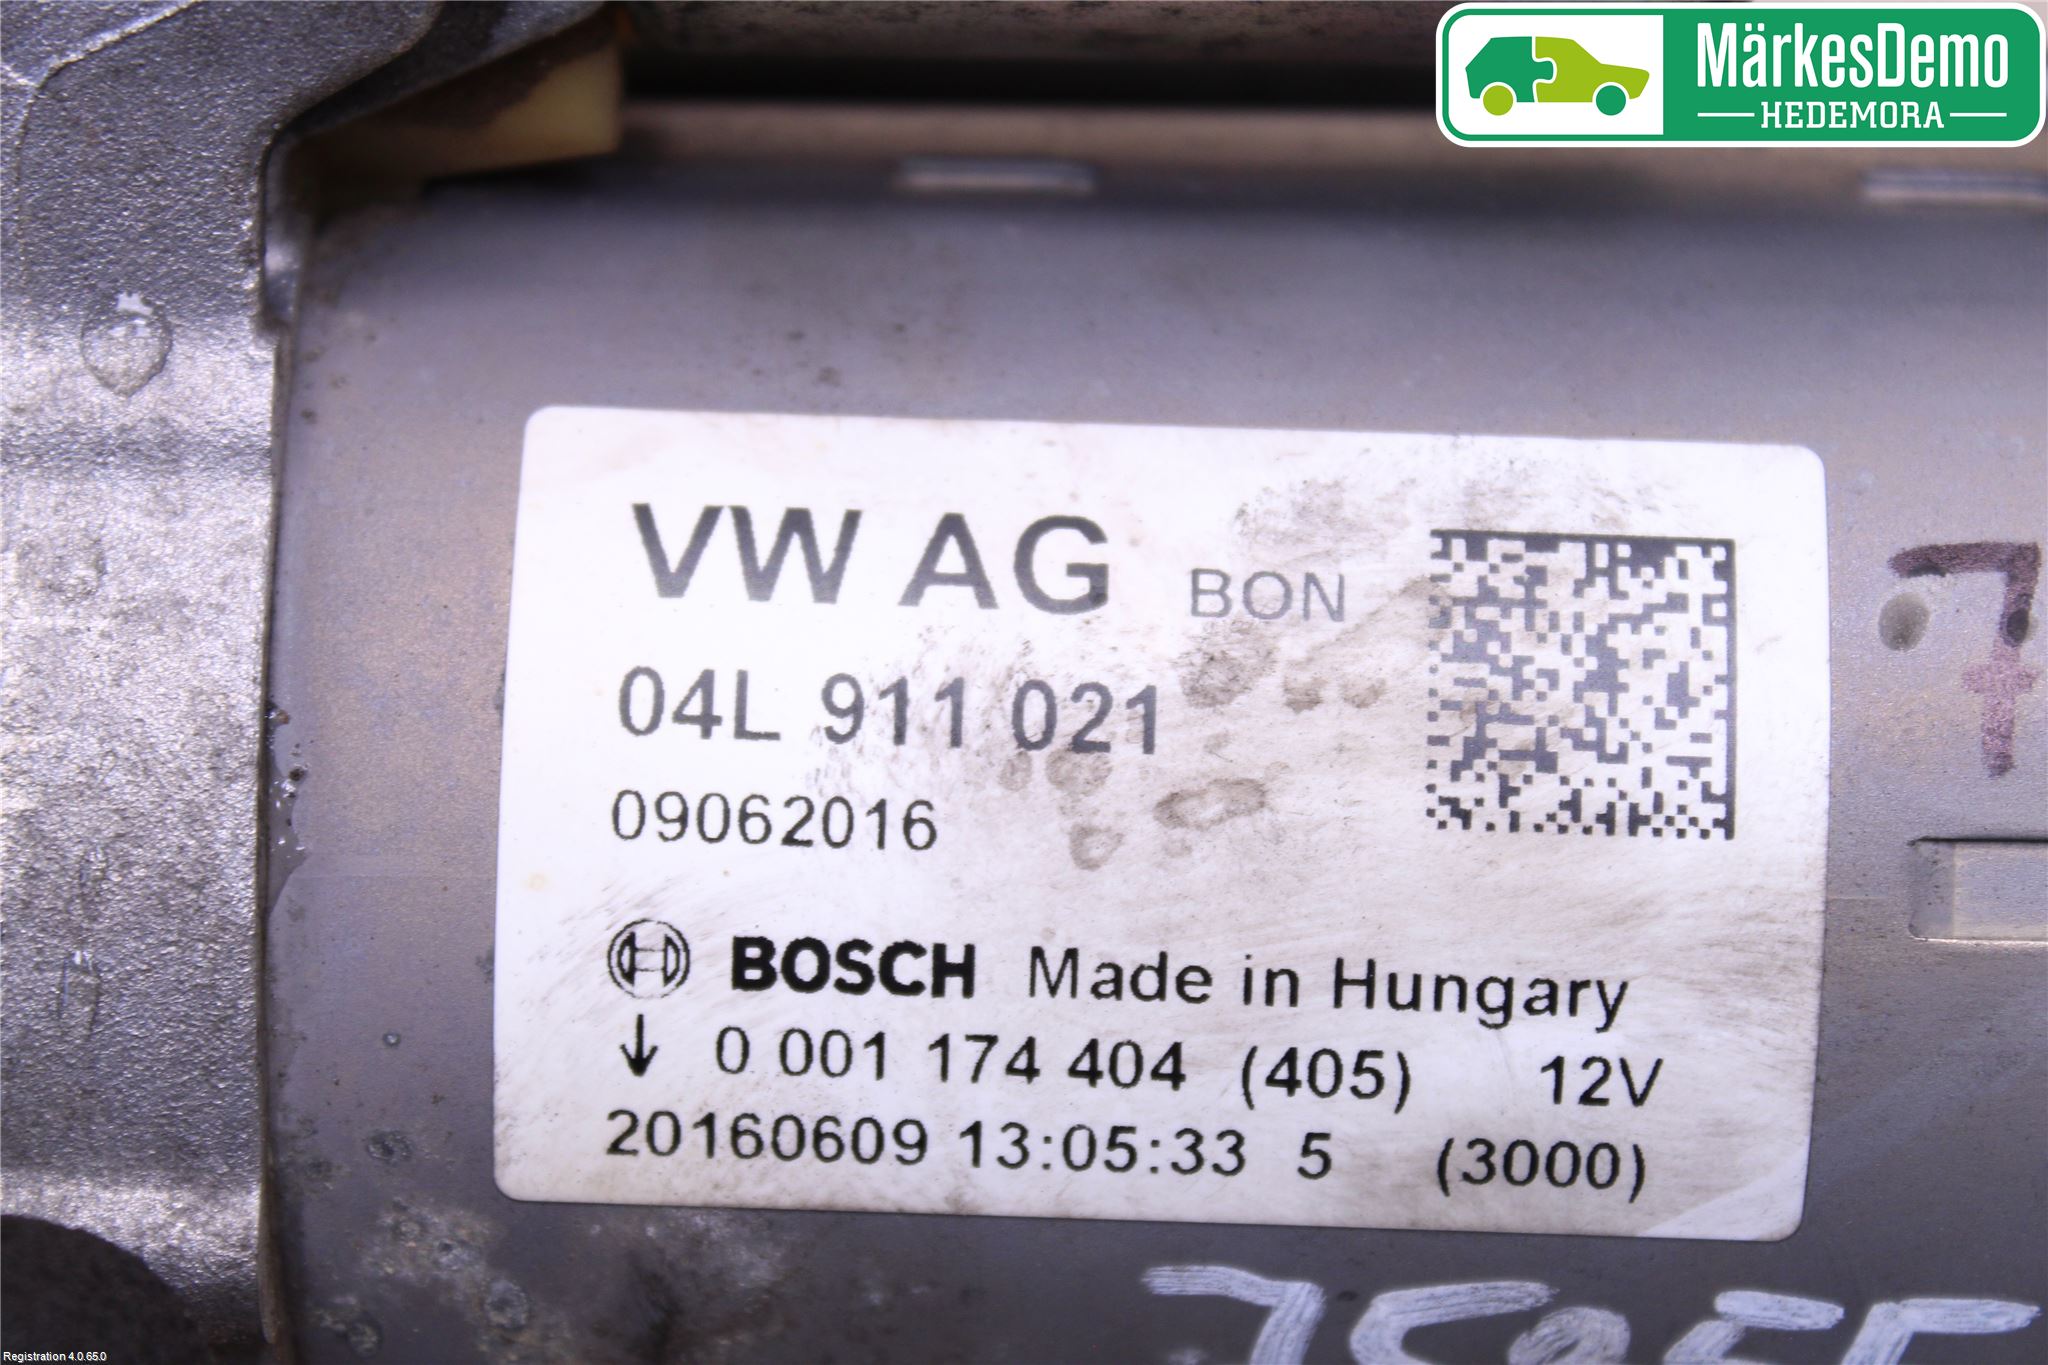 MärkesDemo
HEDEMORA
VW AG BON
04L 911 021
09062016
BOSCH Made in Hungary
↓ 0 001 174 404 (405) 12V
20160609 13:05:33 5 (3000)
7
Registration 4.0.65.0